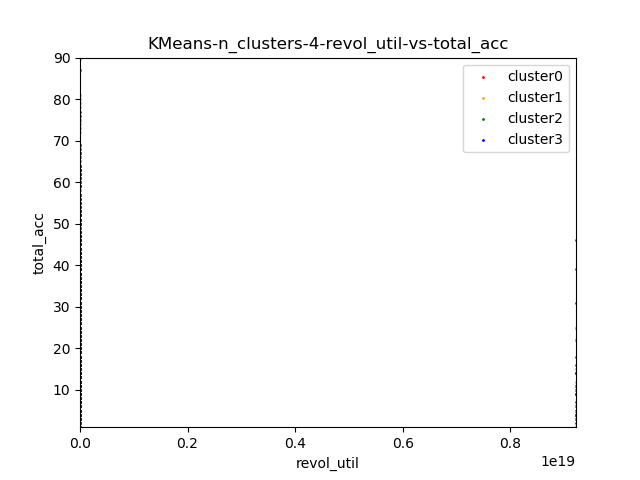 KMeans-n_clusters-4-revol_util-vs-total_acc
90
80
70
60
50
40
30
20
10
total_acc
cluster0
cluster1
cluster2
cluster3
0.0
0.2
0.4
0.6
0.8
1e19
revol_util